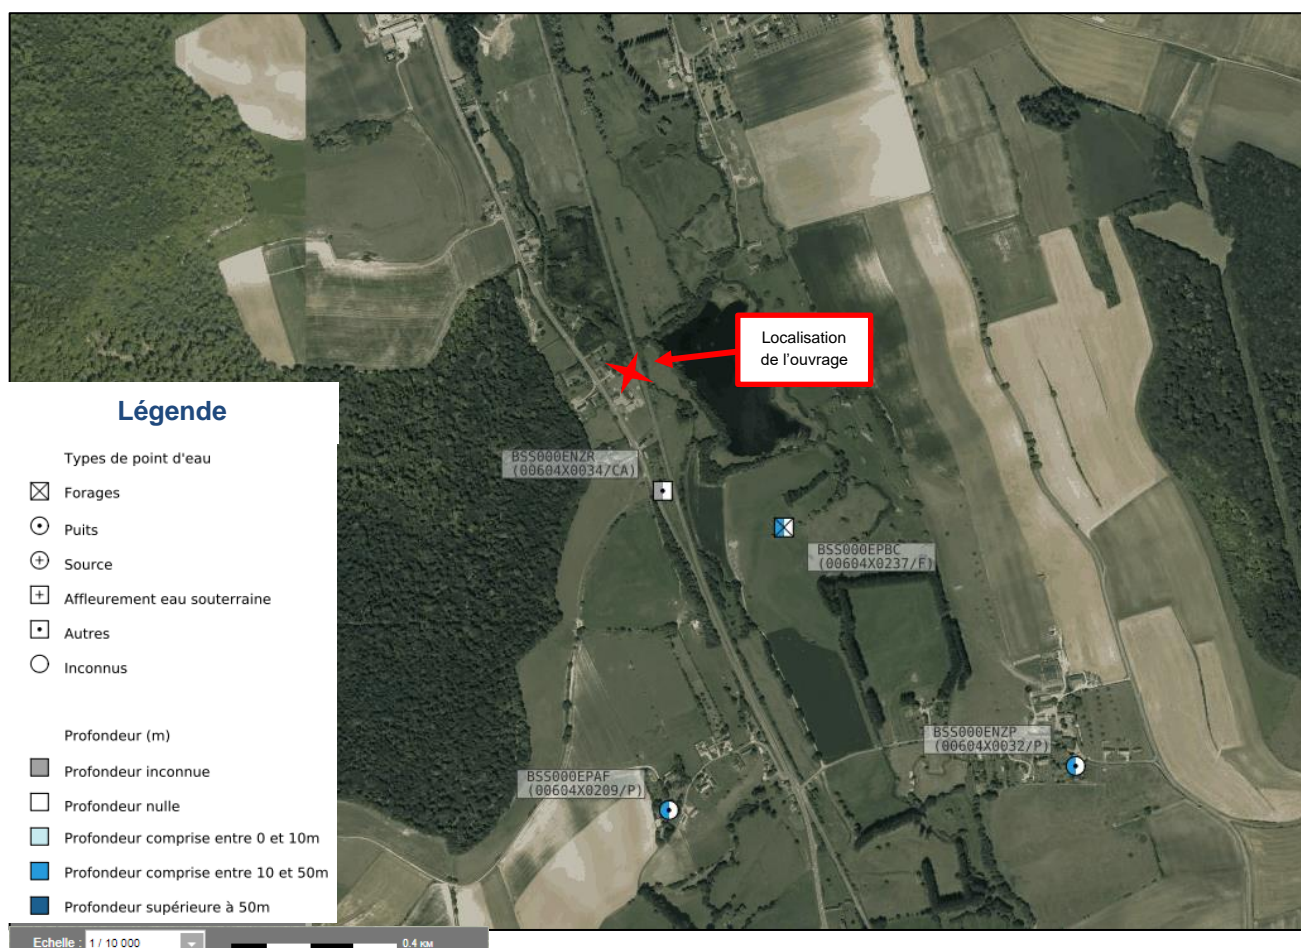 Localisation
de l'ouvrage
Légende
Types de point d'eau
Forages
Puits
Source
Affleurement eau souterraine
Autres
Inconnus
Profondeur (m)
Profondeur inconnue
Profondeur nulle
Profondeur comprise entre 0 et 10m
Profondeur comprise entre 10 et 50m
Profondeur supérieure à 50m
BSS000ENZR
(00604X0034/CA)
BSS000EPBC
(00604X0237/F)
BSS000ENZP
(00604X0032/P)
BSS000EPAF
(00604X0209/P)
Echelle : 1 / 10 000
0.4 км